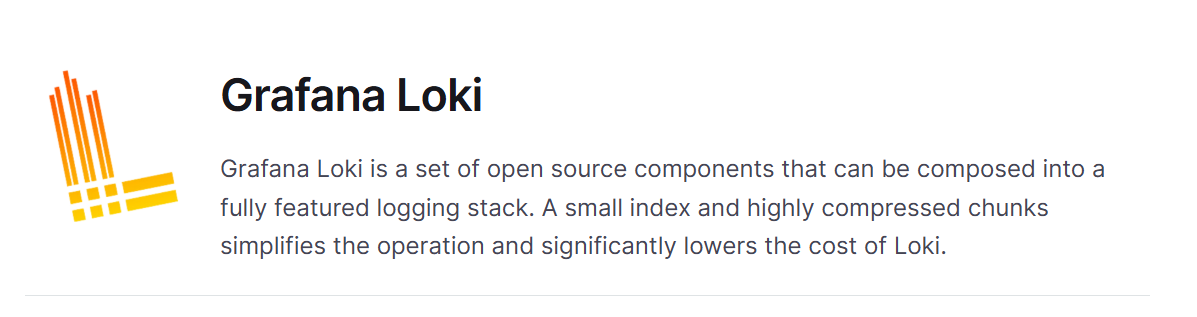 Grafana Loki
Grafana Loki is a set of open source components that can be composed into a
fully featured logging stack. A small index and highly compressed chunks
simplifies the operation and significantly lowers the cost of Loki.